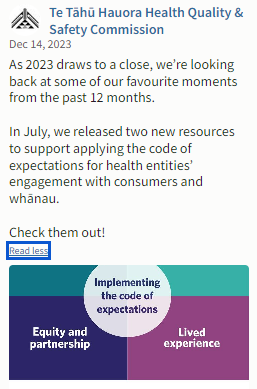 Te Tāhū Hauora Health Quality &
Safety Commission
Dec 14, 2023
As 2023 draws to a close, we're looking
back at some of our favourite moments
from the past 12 months.
In July, we released two new resources
to support applying the code of
expectations for health entities'
engagement with consumers and
whānau.
Check them out!
Read less
Implementing
the code of
expectations
Equity and
partnership
Lived
experience